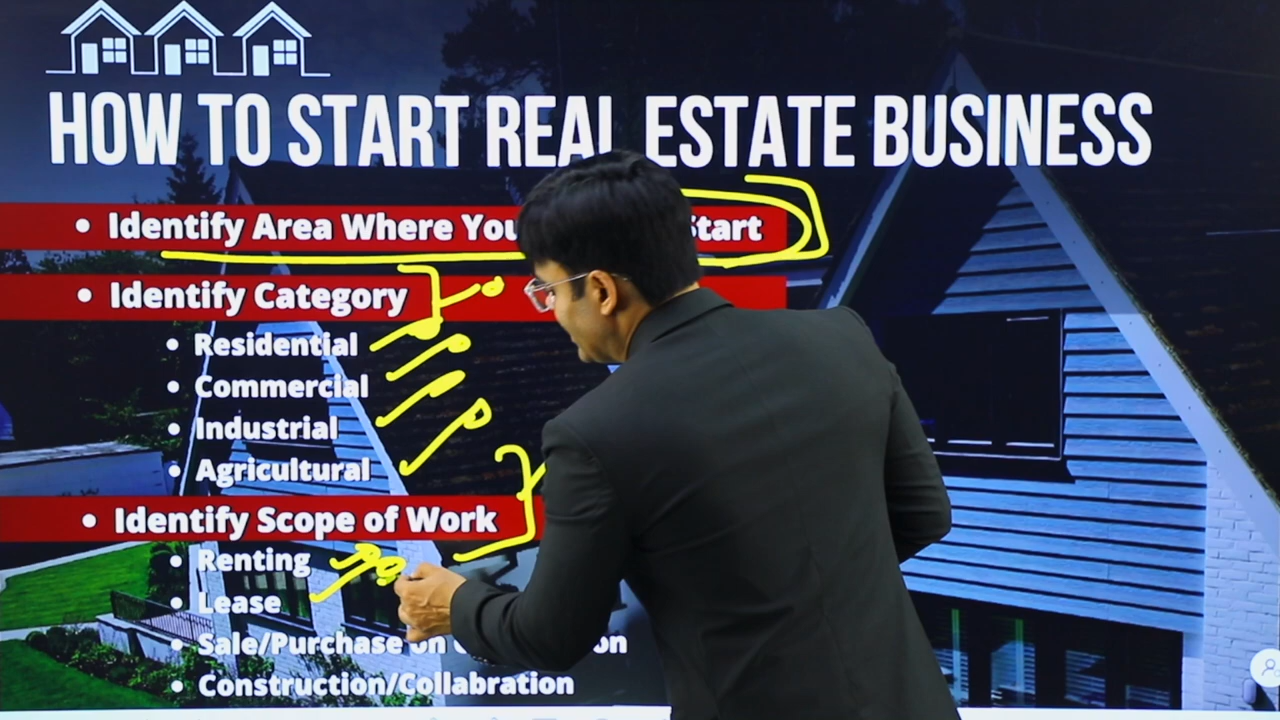 HOW TO START REAL ESTATE BUSINESS
• Identify Area Where You Start
• Identify Category
• Residential
• Commercial
• Industrial
• Agricultural
• Identify Scope of Work
• Renting
• Lease
• Sale/Purchase on
• Construction/Collabration